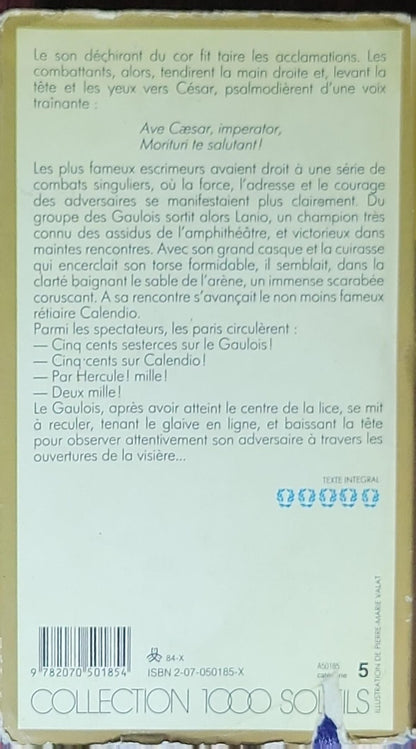 Le son déchirant du cor fit taire les acclamations. Les
combattants, alors, tendirent la main droite et, levant la
tête et les yeux vers César, psalmodièrent d'une voix
traînante :
Ave Cæsar, imperator,
Morituri te salutant!
Les plus fameux escrimeurs avaient droit à une série de
combats singuliers, où la force, l'adresse et le courage
des adversaires se manifestaient plus clairement. Du
groupe des Gaulois sortit alors Lanio, un champion très
connu des assidus de l'amphithéâtre, et victorieux dans
maintes rencontres. Avec son grand casque et la cuirasse
qui encerclait son torse formidable, il semblait, dans la
clarté baignant le sable de l'arène, un immense scarabée
coruscant. A sa rencontre s'avançait le non moins fameux
rétiaire Calendio.
Parmi les spectateurs, les paris circulèrent :
— Cinq cents sesterces sur le Gaulois!
— Cinq cents sur Calendio!
— Par Hercule! mille!
— Deux mille!
Le Gaulois, après avoir atteint le centre de la lice, se mit
à reculer, tenant le glaive en ligne, et baissant la tête
pour observer attentivement son adversaire à travers les
ouvertures de la visière...
TEXTE INTEGRAL
ILLUSTRATION DE PIERRE-MARIE VALAT
84-X
9 782070 501854
ISBN 2-07-050185-X
A50185
5
COLLECTION 1000